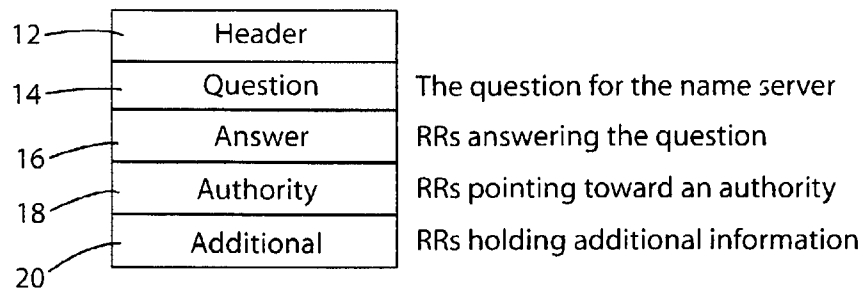 12 Header
14 Question The question for the name server
16 Answer RRs answering the question
18 Authority RRs pointing toward an authority
20 Additional RRs holding additional information